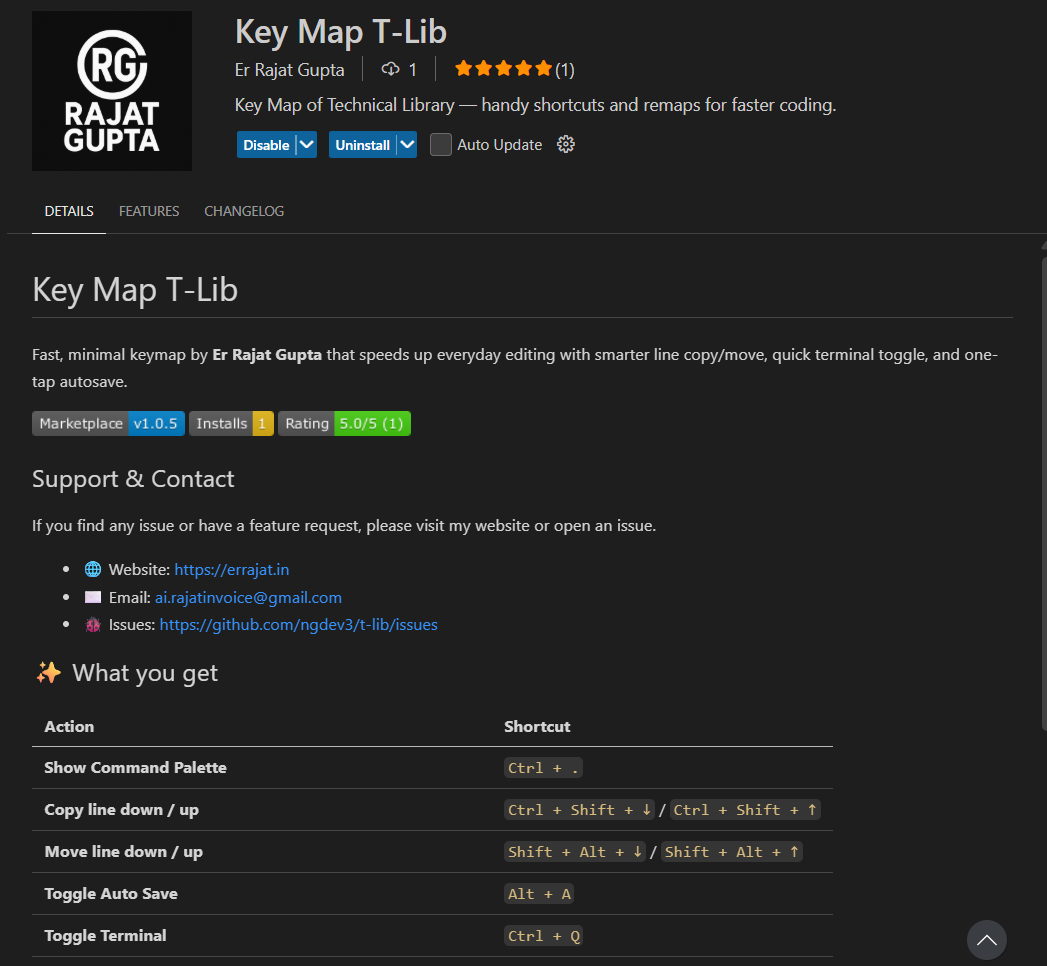 RG
RAJAT
GUPTA
Key Map T-Lib
Er Rajat Gupta 1 (1)
Key Map of Technical Library — handy shortcuts and remaps for faster coding.
Disable Uninstall Auto Update
DETAILS FEATURES CHANGELOG
Key Map T-Lib
Fast, minimal keymap by Er Rajat Gupta that speeds up everyday editing with smarter line copy/move, quick terminal toggle, and one-
tap autosave.
Marketplace v1.0.5 Installs 1 Rating 5.0/5 (1)
Support & Contact
If you find any issue or have a feature request, please visit my website or open an issue.
• 🌐 Website: https://errajat.in
• ✉️ Email: ai.rajatinvoice@gmail.com
• 🐞 Issues: https://github.com/ngdev3/t-lib/issues
✨ What you get
Action Shortcut
Show Command Palette Ctrl + .
Copy line down / up Ctrl + Shift + ↓ / Ctrl + Shift + ↑
Move line down / up Shift + Alt + ↓ / Shift + Alt + ↑
Toggle Auto Save Alt + A
Toggle Terminal Ctrl + Q